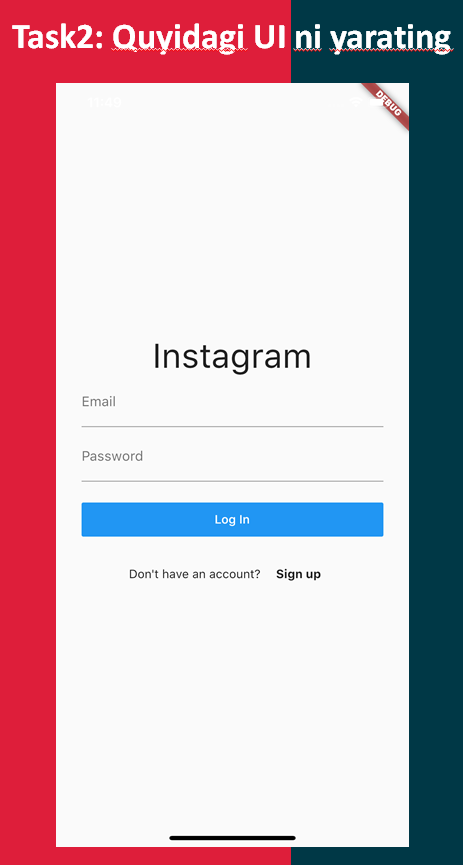 Task2: Quyidagi UI ni yarating
11:49
DEBUG
Instagram
Email
Password
Log In
Don't have an account? Sign up